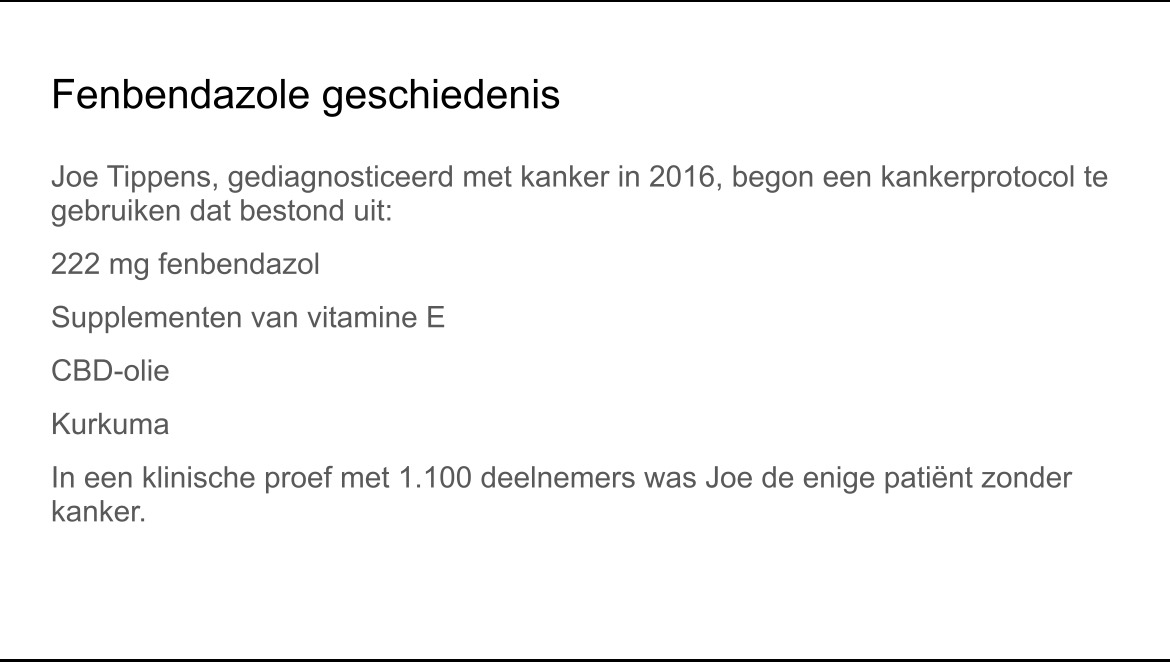 Fenbendazole geschiedenis
Joe Tippens, gediagnosticeerd met kanker in 2016, begon een kankerprotocol te
gebruiken dat bestond uit:
222 mg fenbendazol
Supplementen van vitamine E
CBD-olie
Kurkuma
In een klinische proef met 1.100 deelnemers was Joe de enige patiënt zonder
kanker.